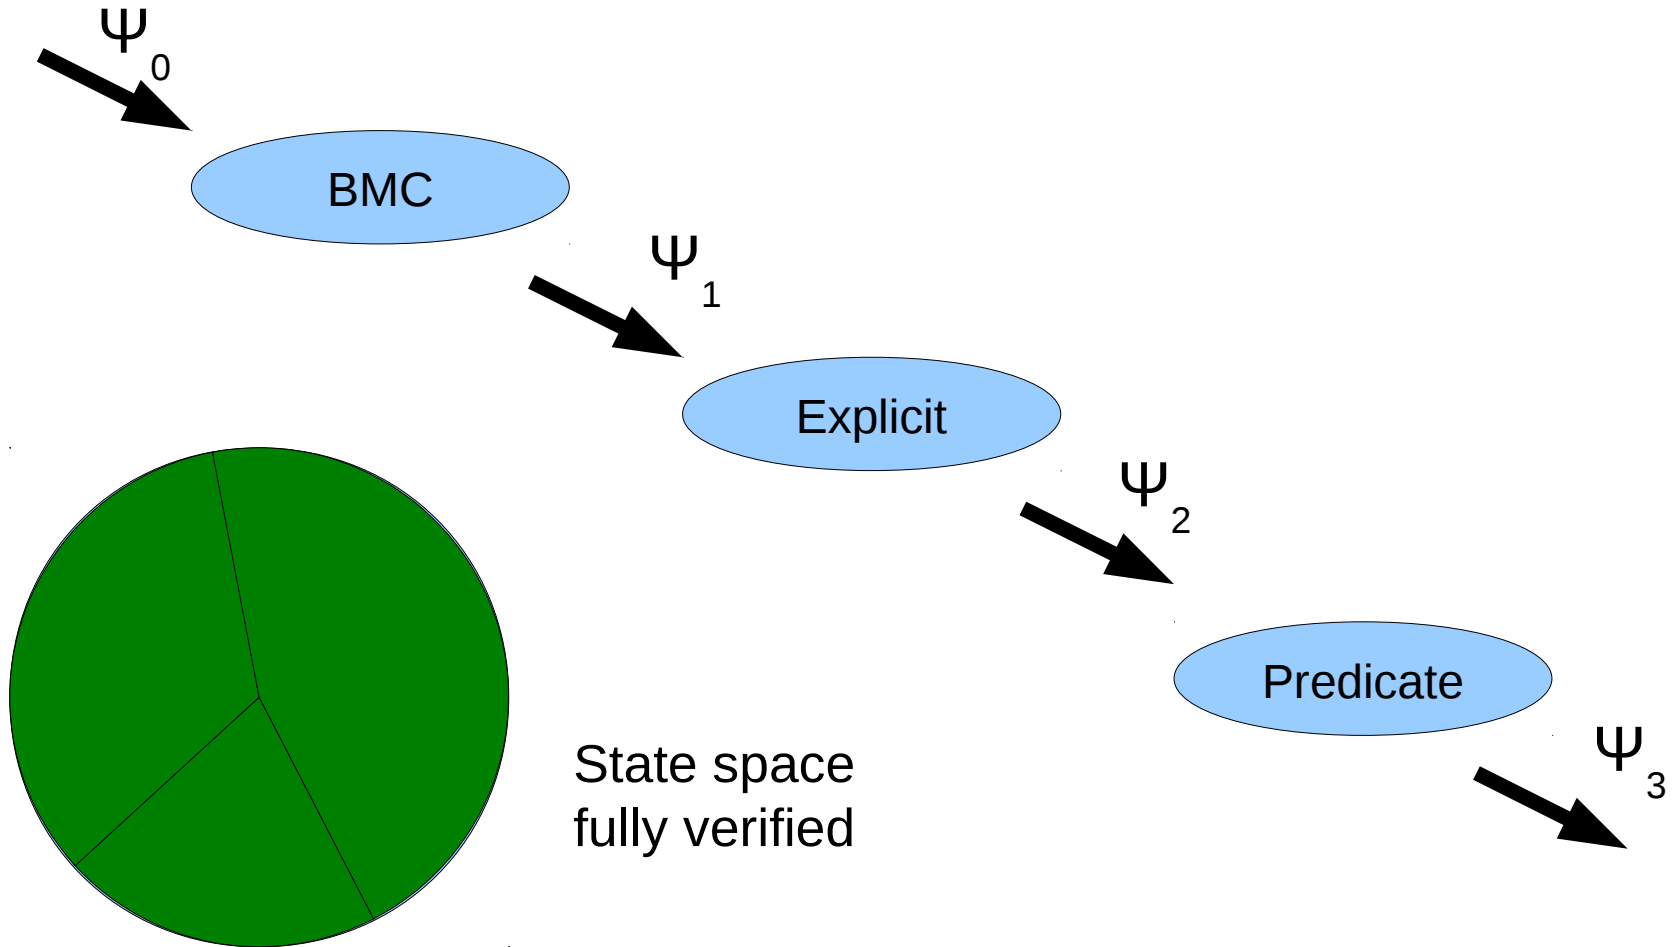 Ψ0
BMC
Ψ1
Explicit
Ψ2
Predicate
Ψ3
State space
fully verified